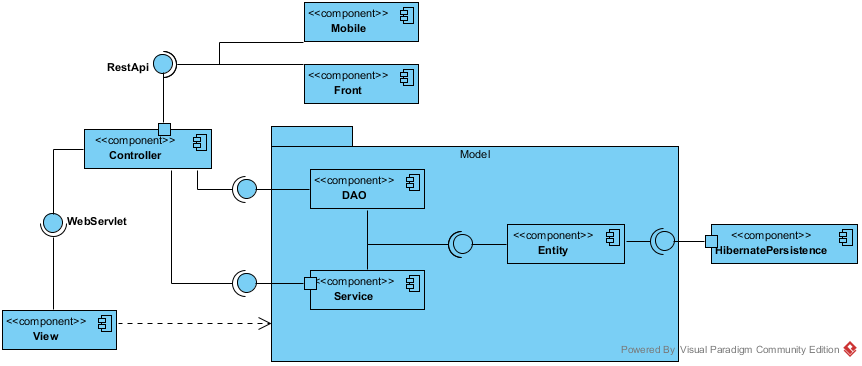 <<component>>
Mobile
RestApi
<<component>>
Front
<<component>>
Controller
Model
<<component>>
DAO
WebServlet
<<component>>
Entity
<<component>>
HibernatePersistence
<<component>>
Service
<<component>>
View
Powered By Visual Paradigm Community Edition